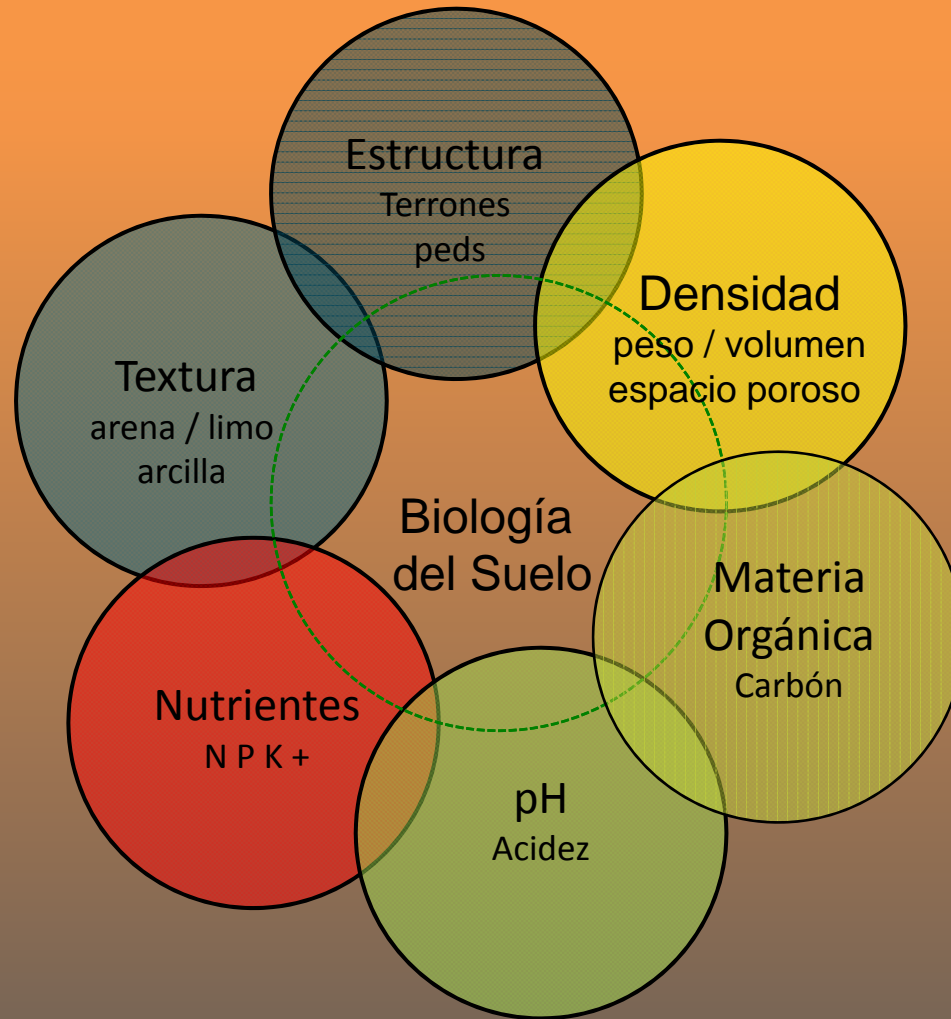 Estructura
Terrones
peds
Densidad
peso / volumen
espacio poroso
Textura
arena / limo
arcilla
Biología
del Suelo
Materia
Orgánica
Carbón
Nutrientes
N P K +
pH
Acidez